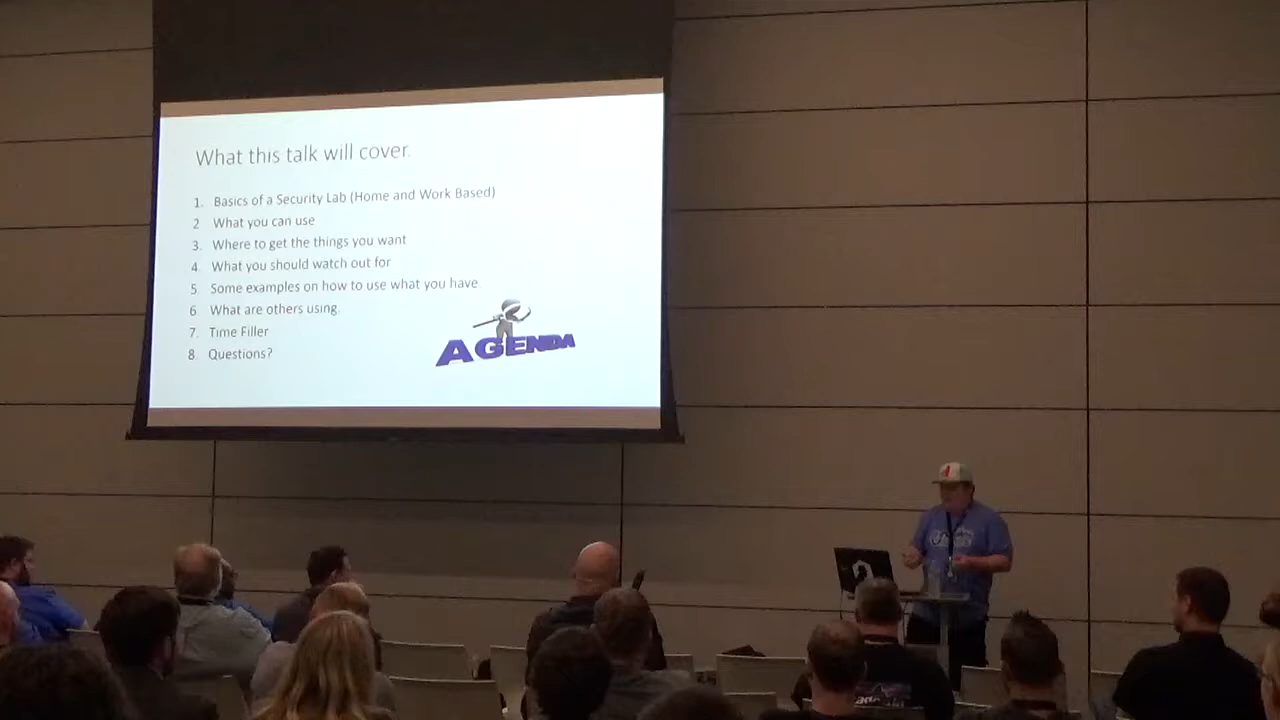 What this talk will cover.
1. Basics of a Security Lab (Home and Work Based)
2 What you can use
3. Where to get the things you want
4. What you should watch out for
5. Some examples on how to use what you have.
6. What are others using.
7. Time Filler
8. Questions?
AGENDA